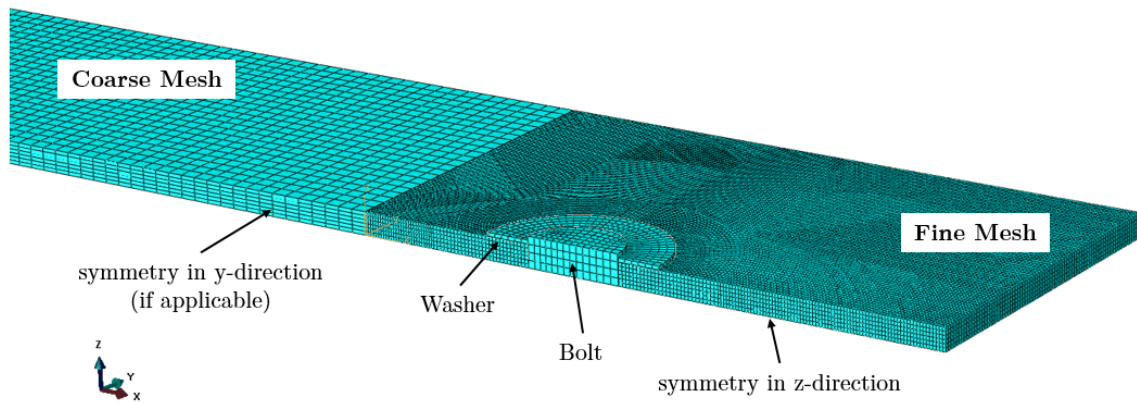 Coarse Mesh
Fine Mesh
symmetry in y-direction
(if applicable)
Washer
Bolt
symmetry in z-direction
Z
Y
X